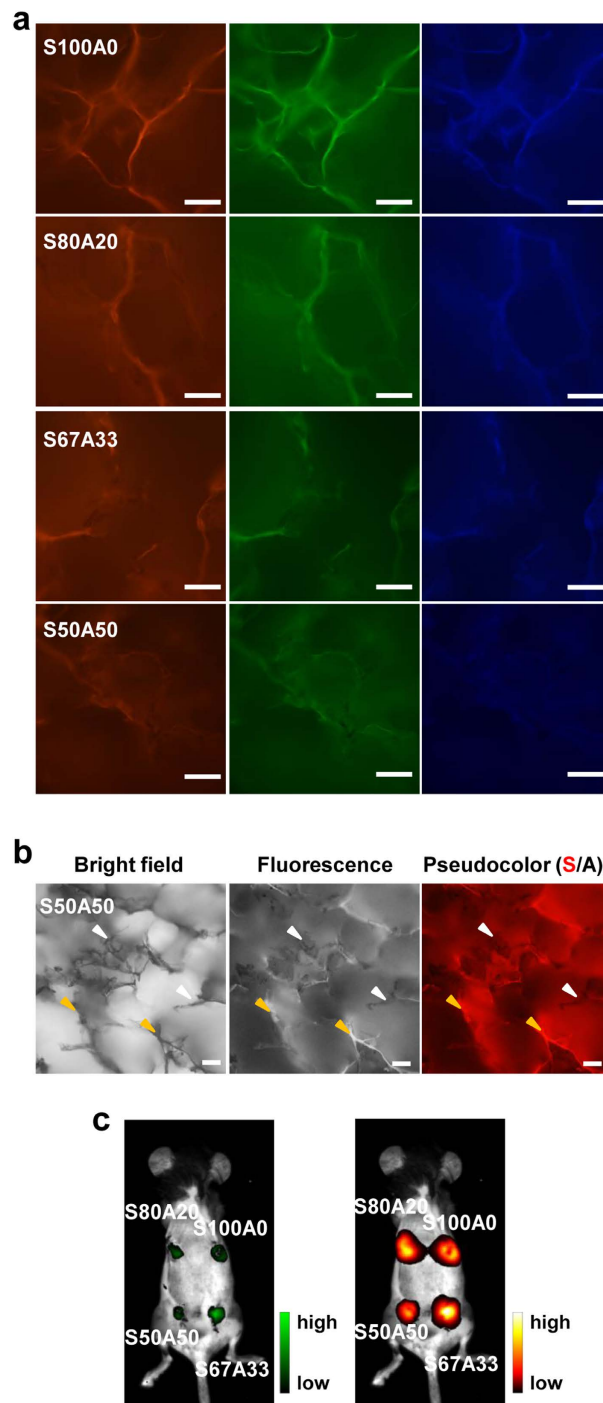 a
S100A0
S80A20
S67A33
S50A50
b
Bright field
Fluorescence
Pseudocolor (S/A)
S50A50
c
S80A20
S100A0
S50A50
S67A33
high
low
S80A20
S100A0
S50A50
S67A33
high
low